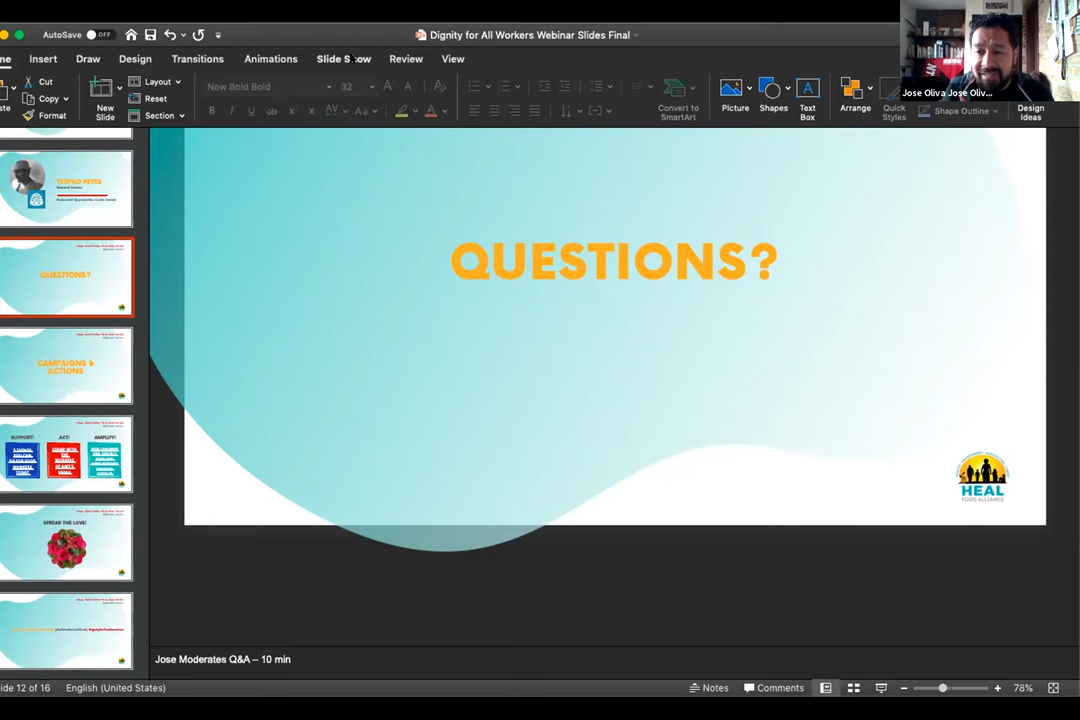 AutoSave OFF
Dignity for All Workers Webinar Slides Final
Insert Draw Design Transitions Animations Slide Show Review View
Cut
Copy
Format
New
Slide
Layout
Reset
Section
Now Bold Bold 32
Convert to
SmartArt
Picture
Shapes
Text
Box
Arrange
Quick
Styles
Shape Outline
Design
Ideas
Jose Oliva Jose Oliv...
TEÓFILO REYES
QUESTIONS?
CAMPAIGNS &
ACTIONS
SUPPORT! ACT! AMPLIFY!
SPREAD THE LOVE!
QUESTIONS?
HEAL
FOOD ALLIANCE
Jose Moderates Q&A – 10 min
ide 12 of 16 English (United States)
Notes Comments 78%